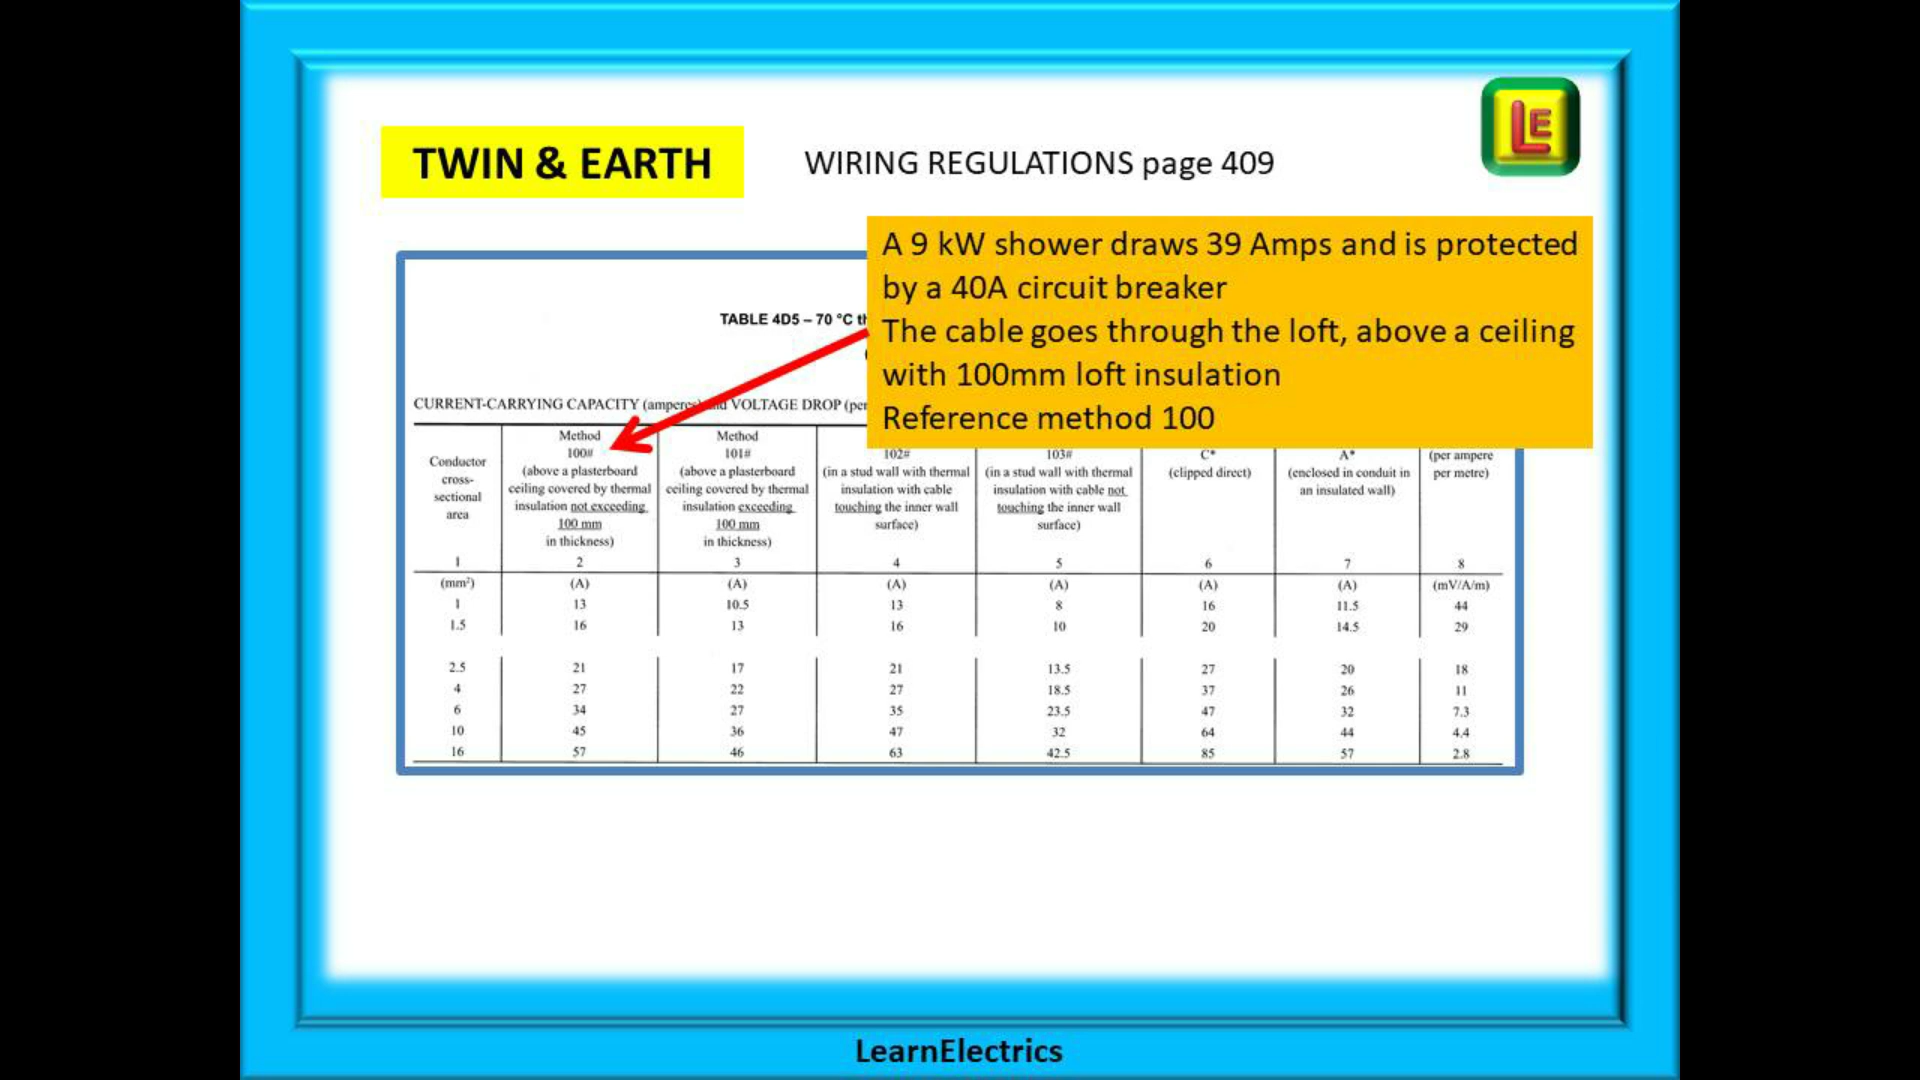 TWIN & EARTH
WIRING REGULATIONS page 409
LE
A 9 kW shower draws 39 Amps and is protected
by a 40A circuit breaker
The cable goes through the loft, above a ceiling
with 100mm loft insulation
Reference method 100
TABLE 4D5 – 70 °C th
CURRENT-CARRYING CAPACITY (amperes) and VOLTAGE DROP (per
Conductor cross-sectional area
Method 100# (above a plasterboard ceiling covered by thermal insulation not exceeding 100 mm in thickness)
Method 101# (above a plasterboard ceiling covered by thermal insulation exceeding 100 mm in thickness)
102# (in a stud wall with thermal insulation with cable touching the inner wall surface)
103# (in a stud wall with thermal insulation with cable not touching the inner wall surface)
C* (clipped direct)
A* (enclosed in conduit in an insulated wall)
(per ampere per metre)
1 2 3 4 5 6 7 8
(mm²) (A) (A) (A) (A) (A) (A) (mV/A/m)
1 13 10.5 13 8 16 11.5 44
1.5 16 13 16 10 20 14.5 29
2.5 21 17 21 13.5 27 20 18
4 27 22 27 18.5 37 26 11
6 34 27 35 23.5 47 32 7.3
10 45 36 47 32 64 44 4.4
16 57 46 63 42.5 85 57 2.8
LearnElectrics